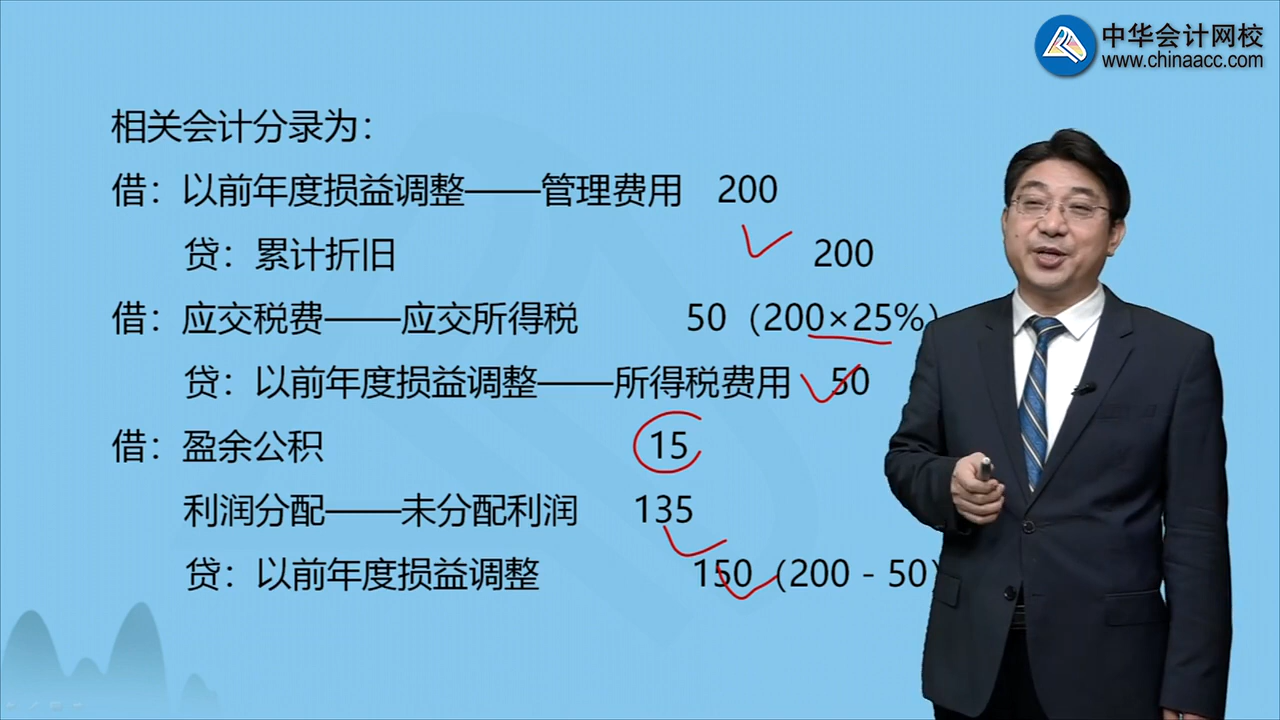 中华会计网校
www.chinaacc.com
相关会计分录为：
借：以前年度损益调整——管理费用 200
贷：累计折旧 200
借：应交税费——应交所得税 50（200×25%）
贷：以前年度损益调整——所得税费用 50
借：盈余公积 15
利润分配——未分配利润 135
贷：以前年度损益调整 150（200 - 50）